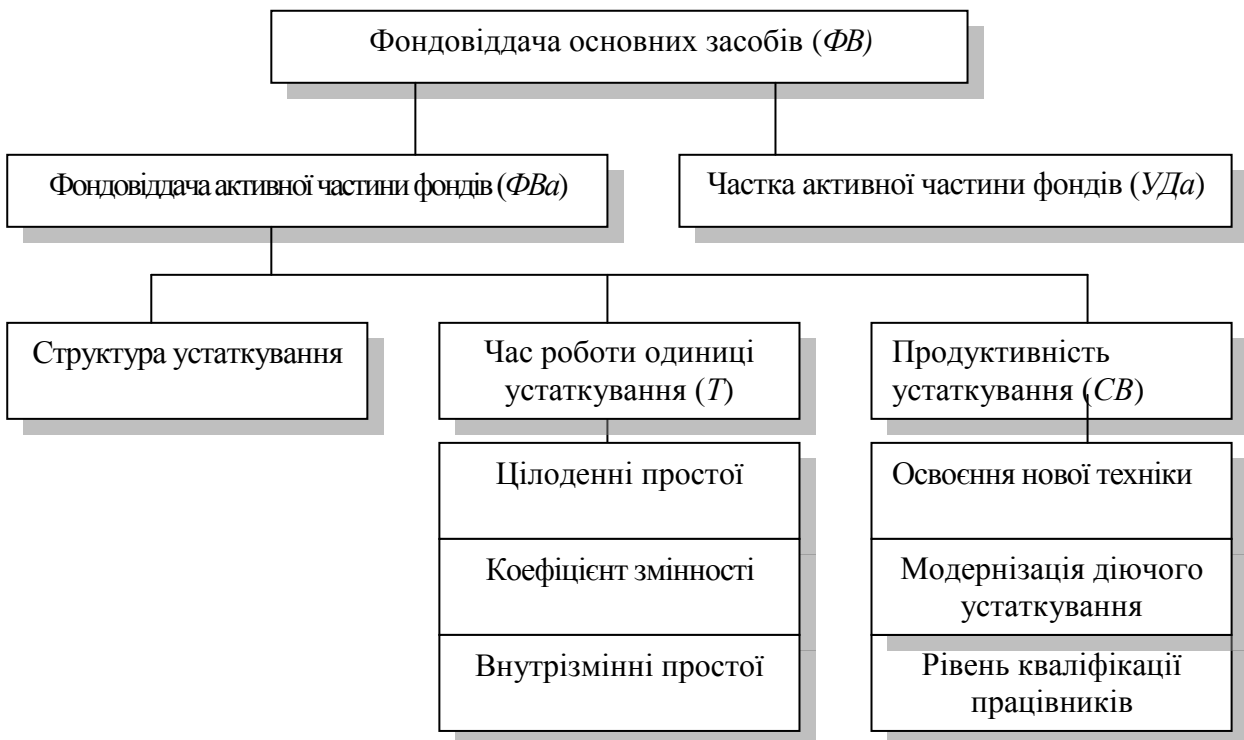 Фондовіддача основних засобів (ФВ)
Фондовіддача активної частини фондів (ФВа)
Частка активної частини фондів (УДа)
Структура устаткування
Час роботи одиниці
устаткування (Т)
Продуктивність
устаткування (СВ)
Цілоденні простої
Коефіцієнт змінності
Внутрізмінні простої
Освоєння нової техніки
Модернізація діючого
устаткування
Рівень кваліфікації
працівників